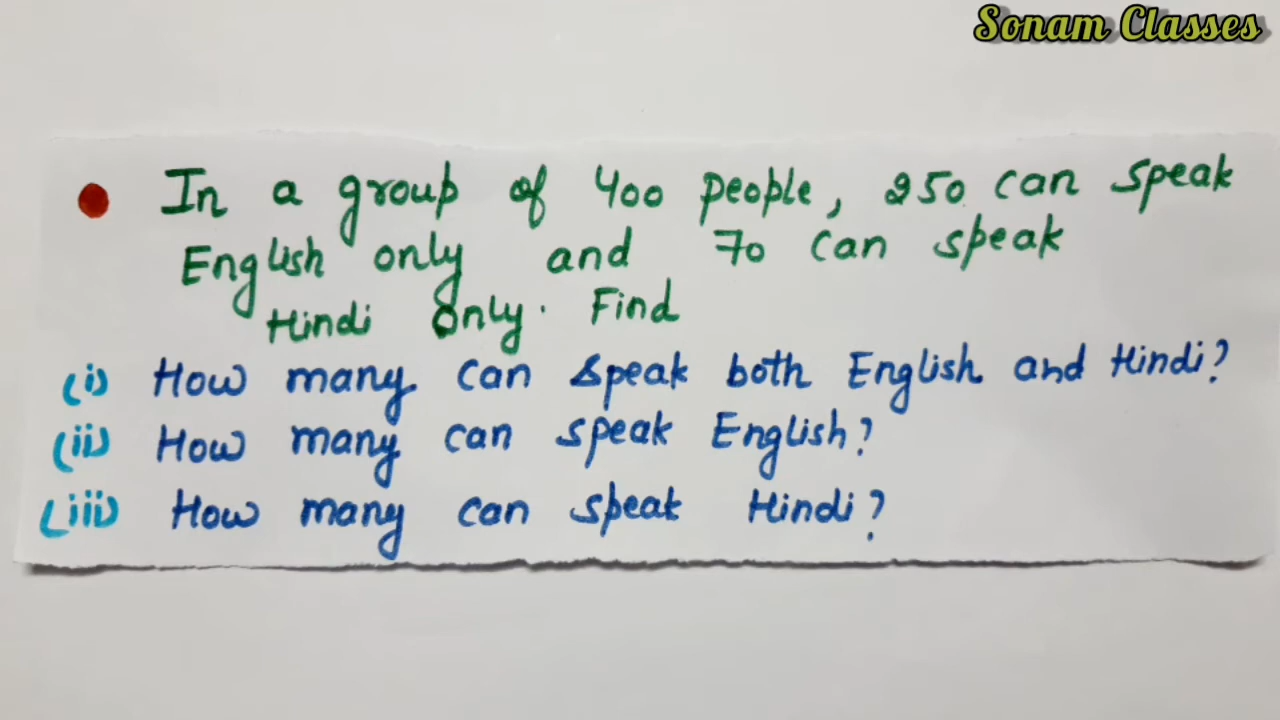 Sonam Classes
In a group of 400 people, 250 can speak
English only and 70 can speak
Hindi only. Find
(i) How many can speak both English and Hindi?
(ii) How many can speak English?
(iii) How many can speak Hindi?